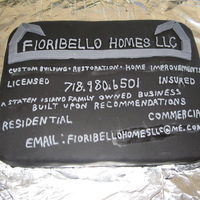 FIORIBELLO HOMES LLC
CUSTOM BUILDING · RESTORATION · HOME IMPROVEMENTS
LICENSED 718.980.6501 INSURED
A STATEN ISLAND FAMILY OWNED BUSINESS
BUILT UPON RECOMMENDATIONS
RESIDENTIAL COMMERCIAL
EMAIL: FIORIBELLOHOMESLLC@ME.COM